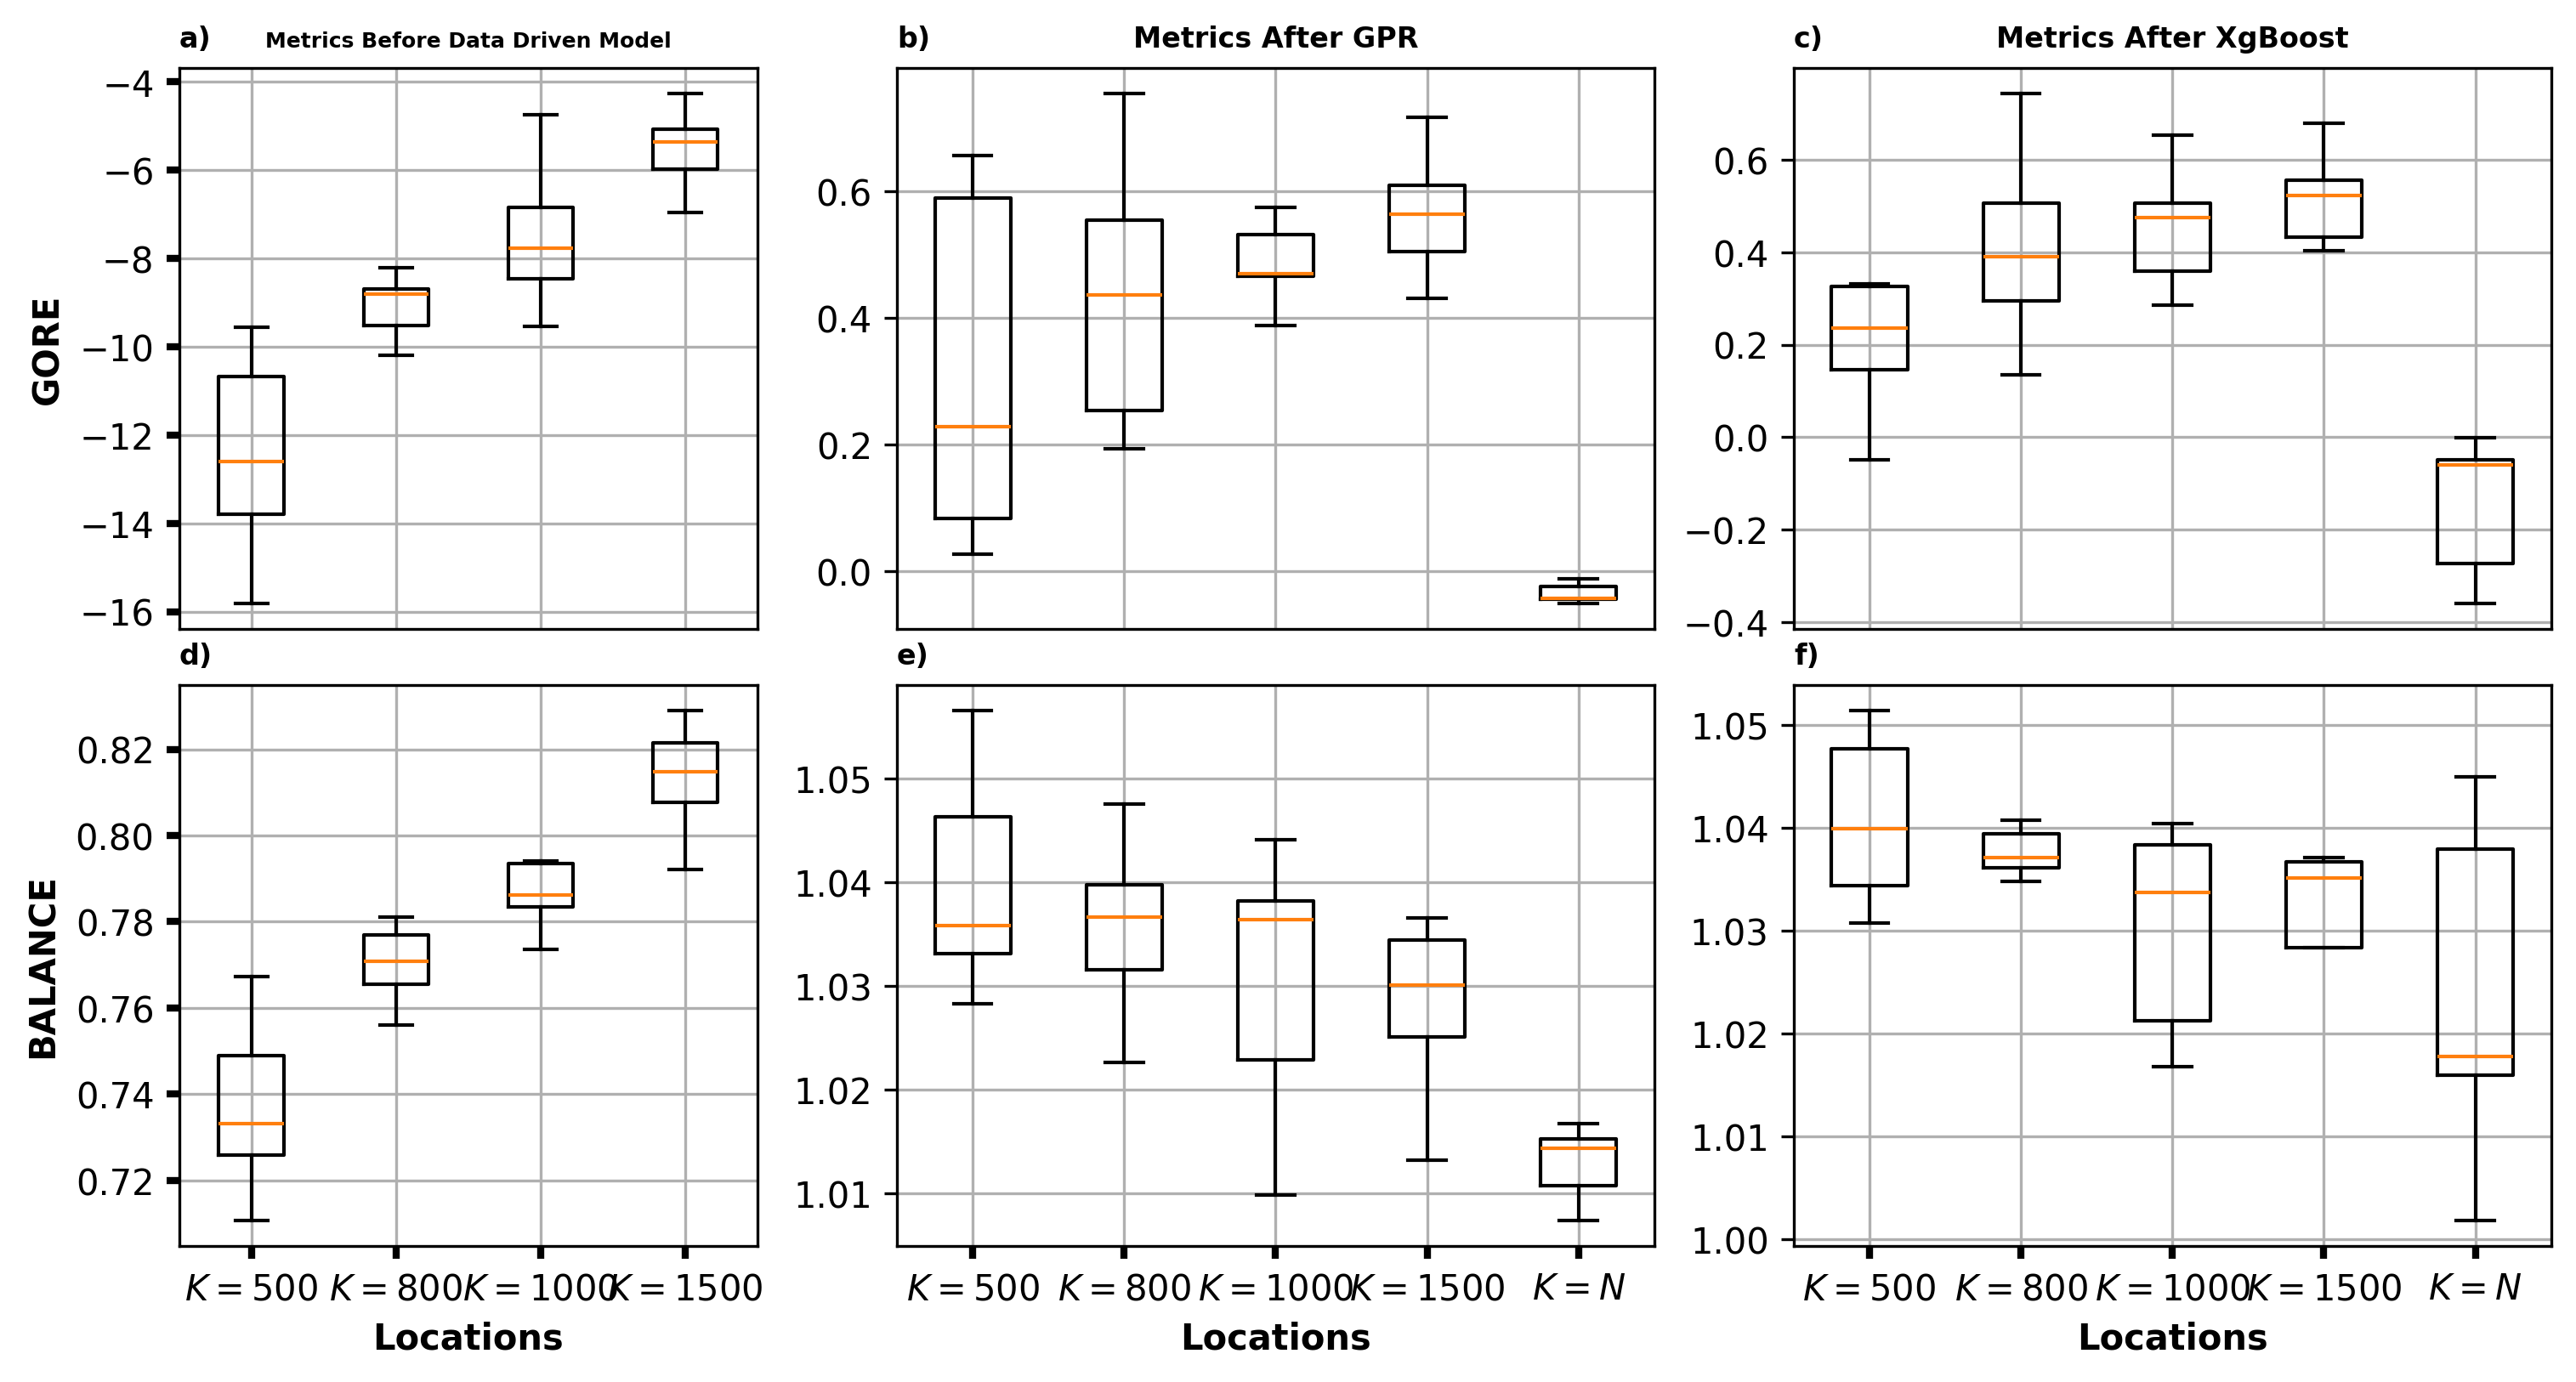 a) Metrics Before Data Driven Model
b) Metrics After GPR
c) Metrics After XgBoost
GORE
−4
−6
−8
−10
−12
−14
−16
0.6
0.4
0.2
0.0
0.6
0.4
0.2
0.0
−0.2
−0.4
d)
e)
f)
BALANCE
0.82
0.80
0.78
0.76
0.74
0.72
1.05
1.04
1.03
1.02
1.01
1.05
1.04
1.03
1.02
1.01
1.00
K = 500 K = 800 K = 1000 K = 1500
K = 500 K = 800 K = 1000 K = 1500 K = N
K = 500 K = 800 K = 1000 K = 1500 K = N
Locations
Locations
Locations